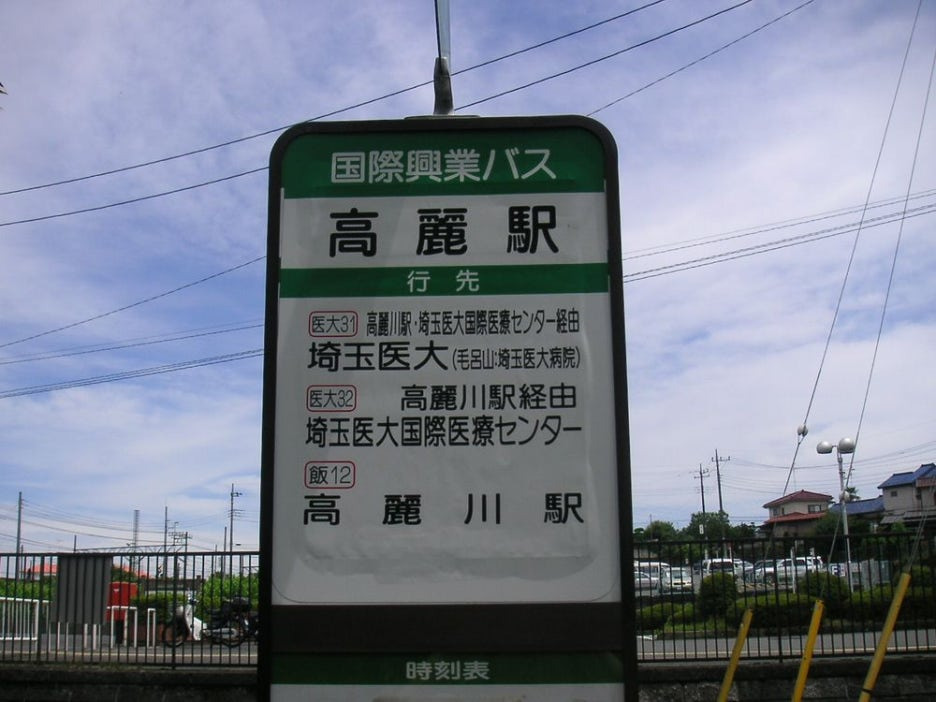 国際興業バス
高麗駅
行先
医大31 高麗川駅・埼玉医大国際医療センター経由
埼玉医大(毛呂山:埼玉医大病院)
医大32 高麗川駅経由
埼玉医大国際医療センター
飯12
高麗川駅
時刻表